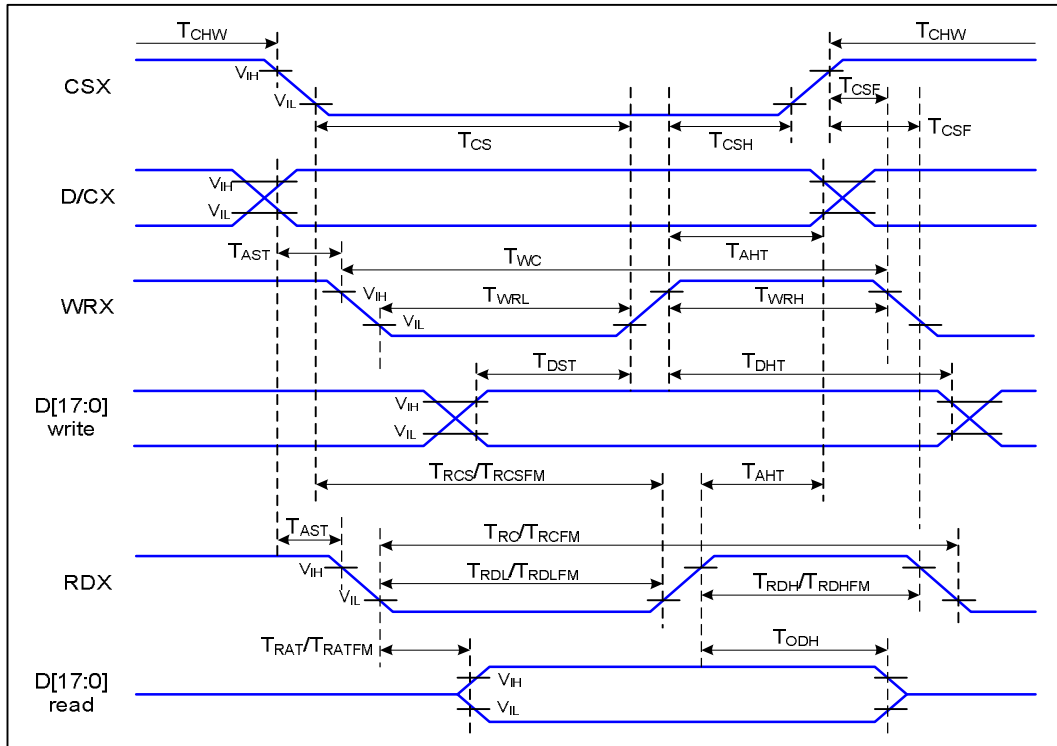 TCHW TCHW
CSX VIH TCSF
VIL TCSF
TCS TCSH
D/CX VIH
VIL
TAST TWC TAHT
WRX VIH TWRL TWRH
VIL
TDST TDHT
D[17:0] VIH
write VIL
TRCS/TRCSFM TAHT
TAST TRC/TRCFM
RDX VIH TRDL/TRDLFM TRDH/TRDHFM
VIL
TRAT/TRATFM TODH
D[17:0] VIH
read VIL